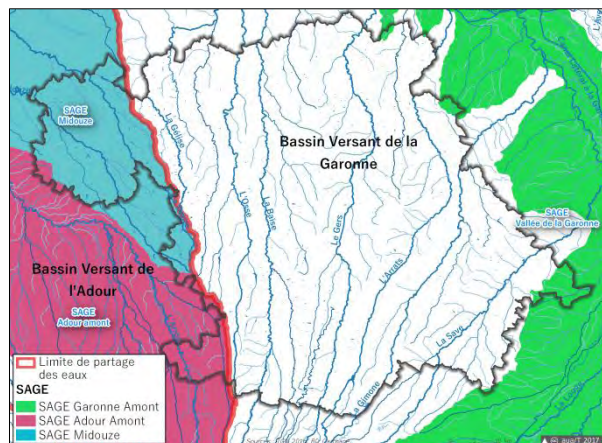 SAGE
Midouze
La Gélise
L'Osse
La Baïse
Bassin Versant de la
Garonne
Le Gers
L'Arrats
SAGE
Vallée de la Garonne
Bassin Versant de
l'Adour
SAGE
Adour amont
La Save
La Gimone
Limite de partage
des eaux
SAGE
SAGE Garonne Amont
SAGE Adour Amont
SAGE Midouze
2017